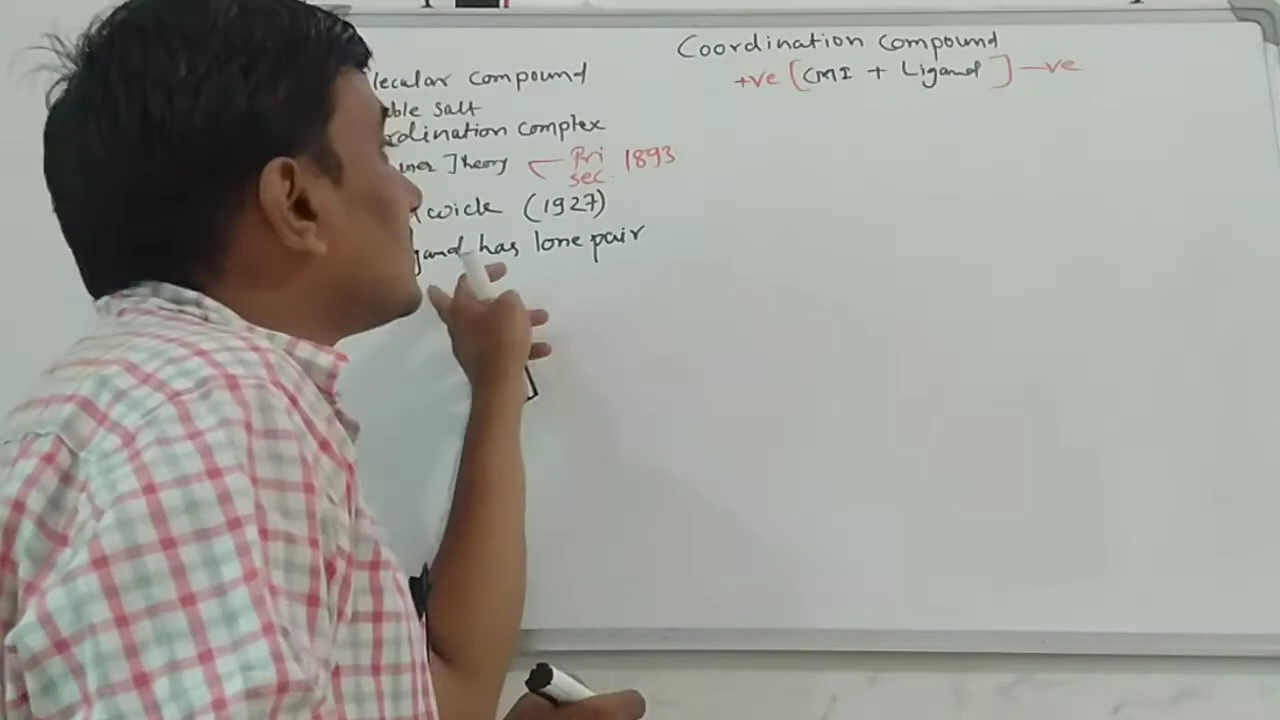 Coordination Compound
+ve [CMI + Ligand] -ve
lecular compound
ble salt
rdination complex
ner Theory Pri 1893
sec.
wick (1927)
gand has lone pair